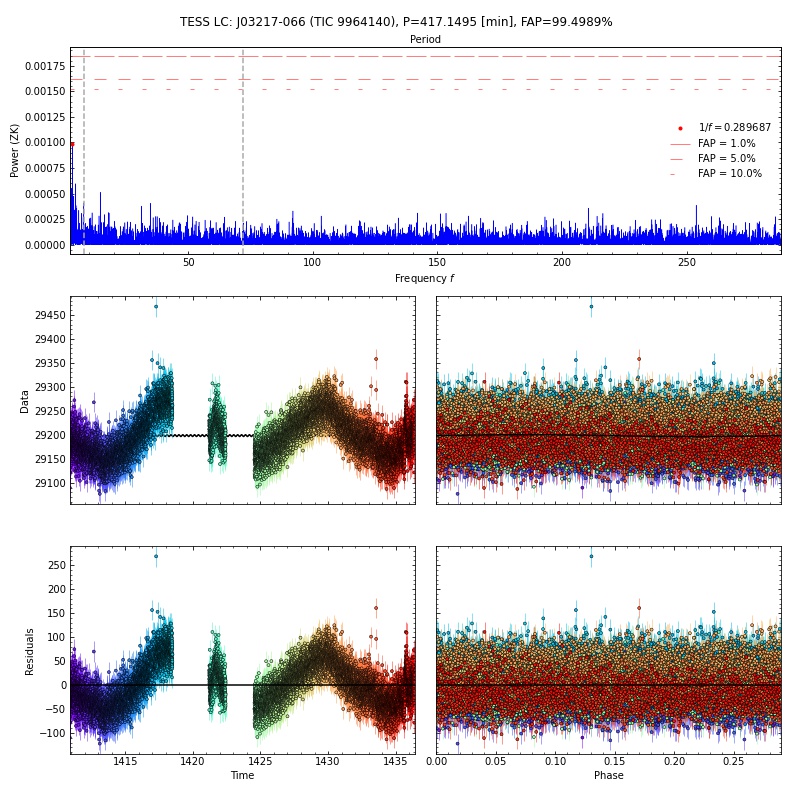 TESS LC: J03217-066 (TIC 9964140), P=417.1495 [min], FAP=99.4989%
Period
Power (ZK)
0.00175
0.00150
0.00125
0.00100
0.00075
0.00050
0.00025
0.00000
1/f = 0.289687
FAP = 1.0%
FAP = 5.0%
FAP = 10.0%
50 100 150 200 250
Frequency f
Data
29450
29400
29350
29300
29250
29200
29150
29100
Residuals
250
200
150
100
50
0
−50
−100
1415 1420 1425 1430 1435
Time
0.00 0.05 0.10 0.15 0.20 0.25
Phase